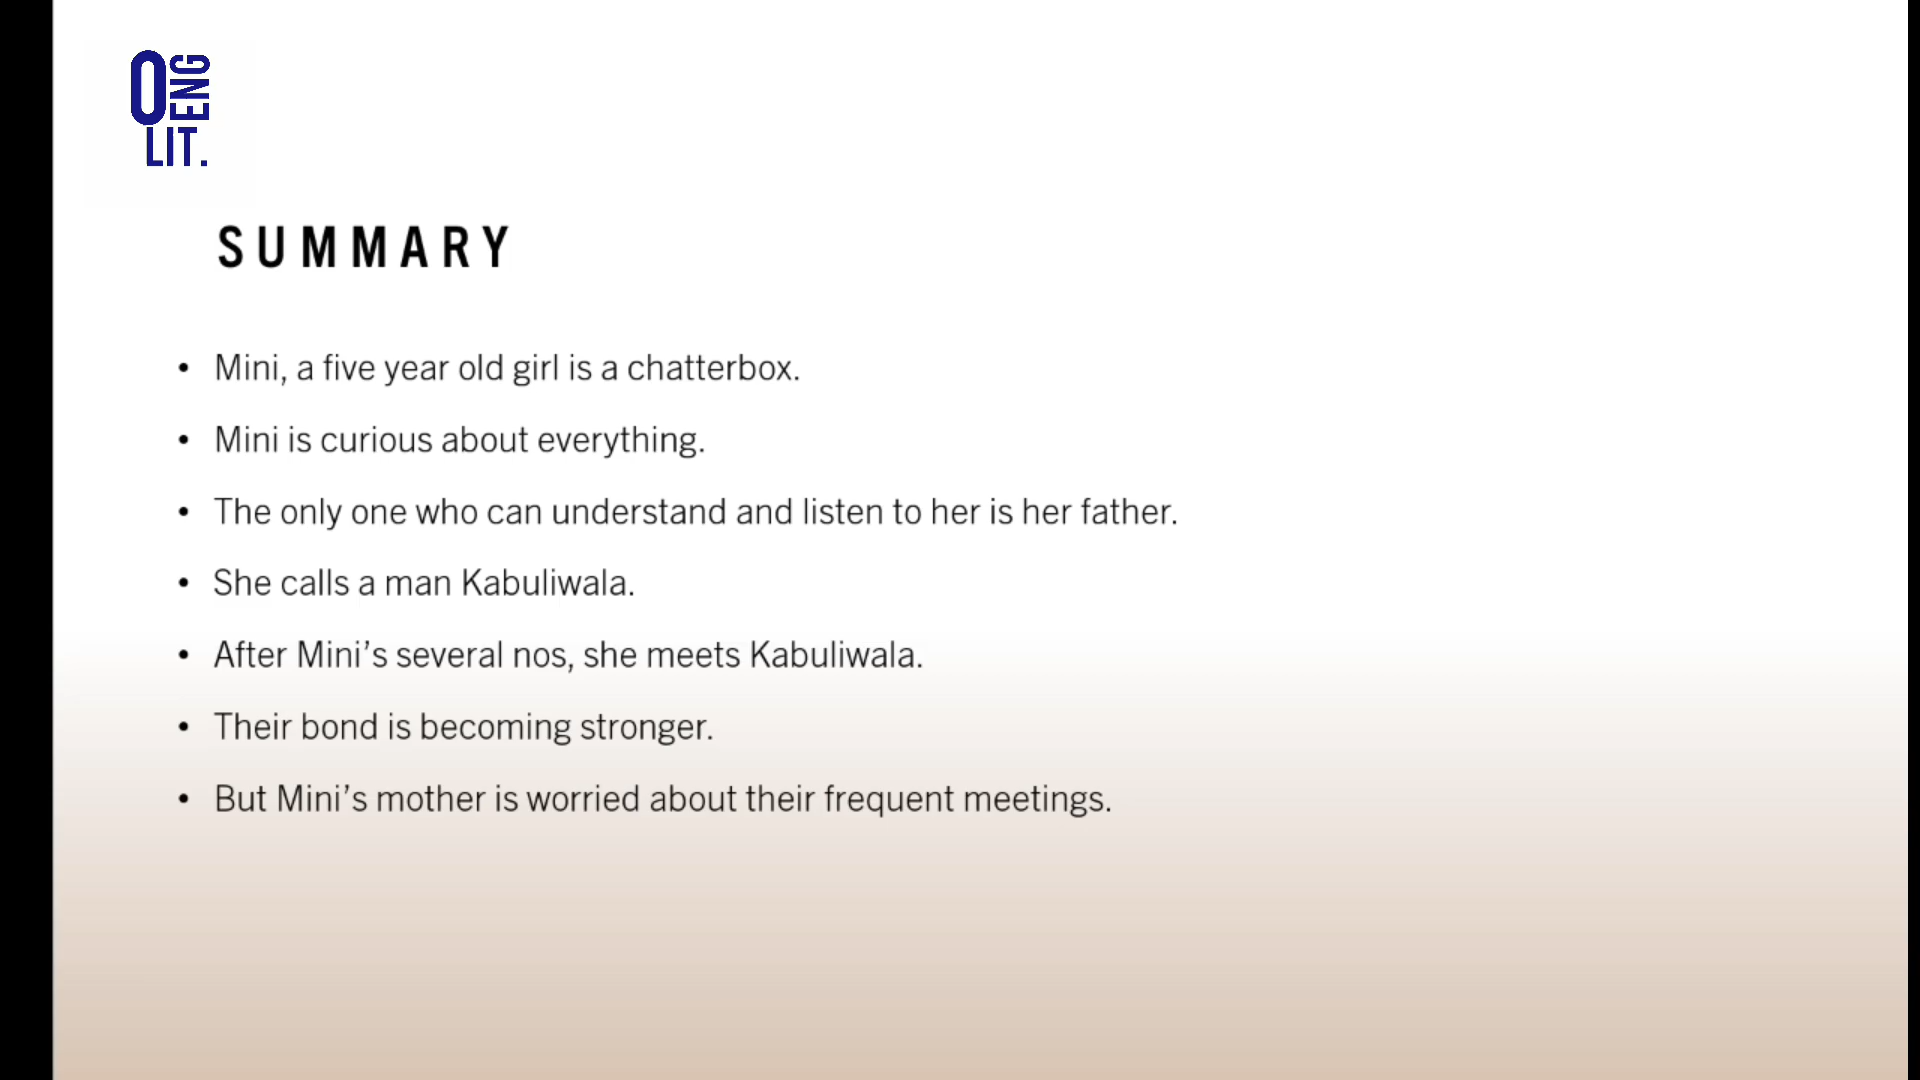 O ENG
LIT.
SUMMARY
• Mini, a five year old girl is a chatterbox.
• Mini is curious about everything.
• The only one who can understand and listen to her is her father.
• She calls a man Kabuliwala.
• After Mini’s several nos, she meets Kabuliwala.
• Their bond is becoming stronger.
• But Mini’s mother is worried about their frequent meetings.